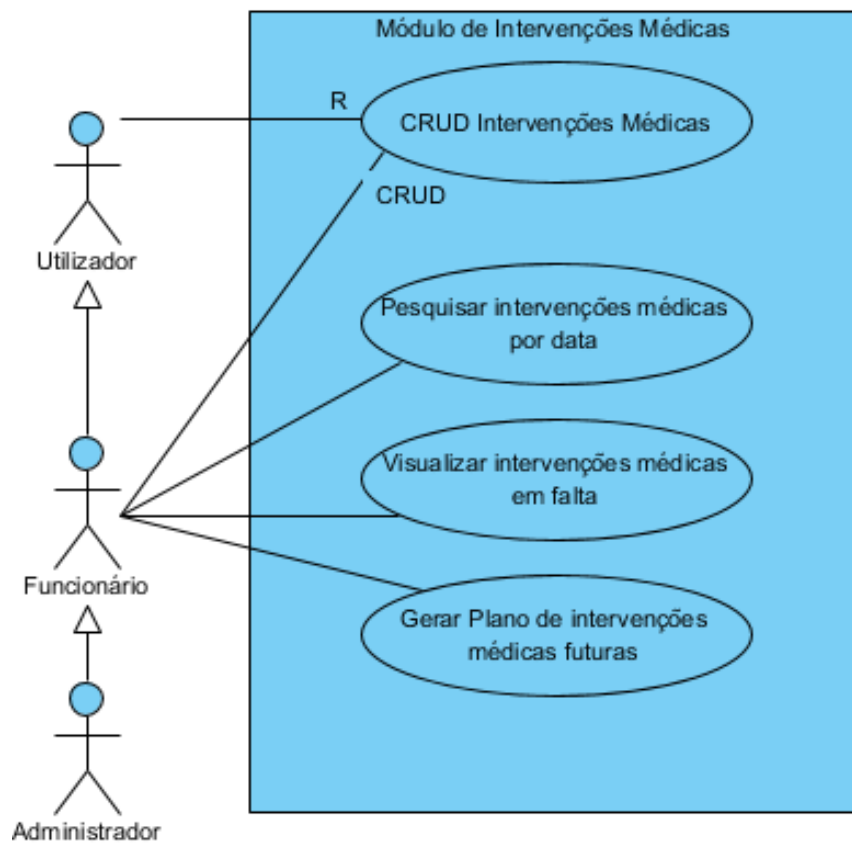 Módulo de Intervenções Médicas
R
CRUD Intervenções Médicas
CRUD
Utilizador
Pesquisar intervenções médicas
por data
Visualizar intervenções médicas
em falta
Funcionário
Gerar Plano de intervenções
médicas futuras
Administrador